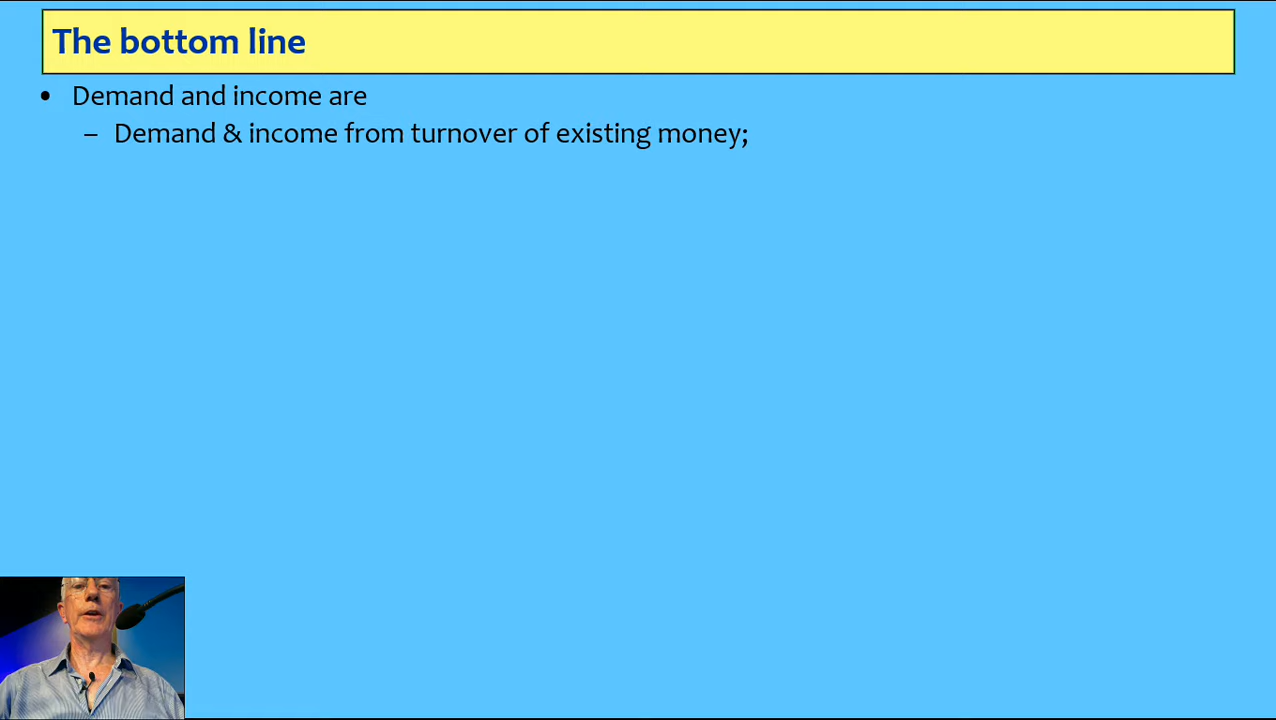 The bottom line
• Demand and income are
– Demand & income from turnover of existing money;